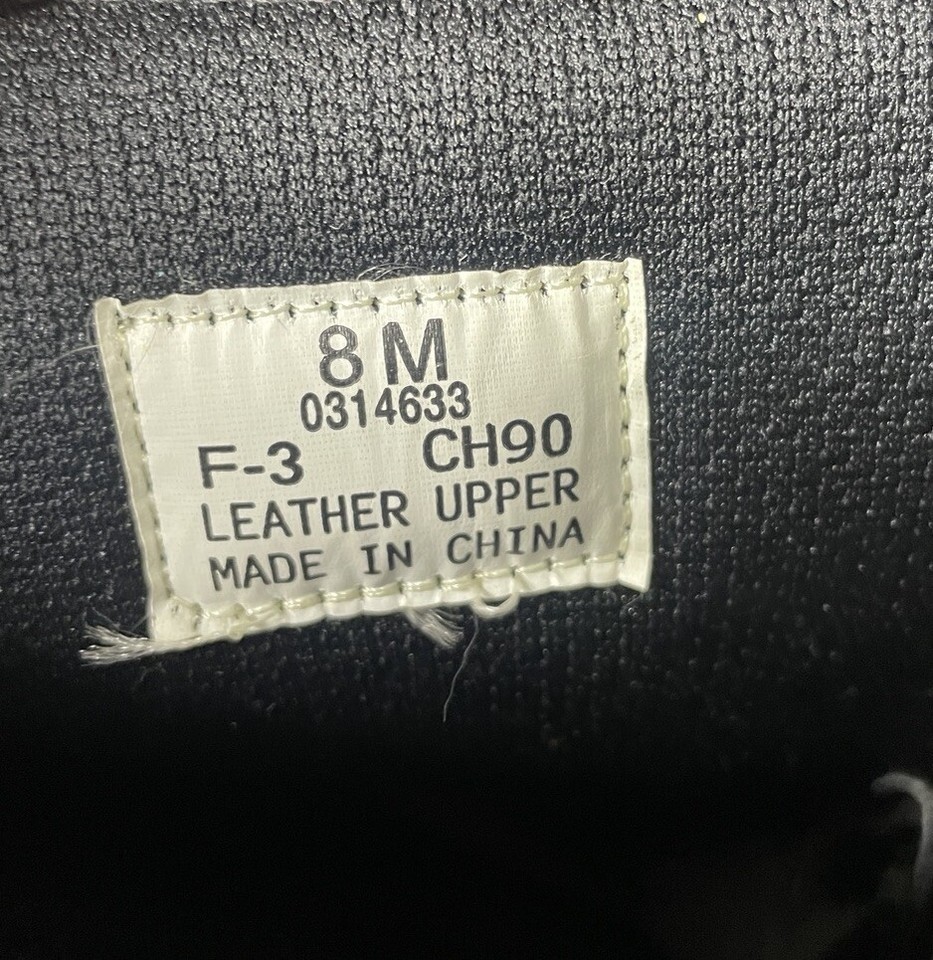 8 M
0314633
F-3 CH90
LEATHER UPPER
MADE IN CHINA